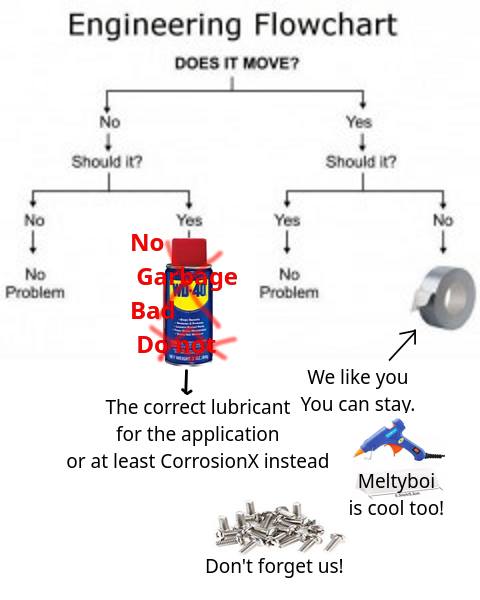 Engineering Flowchart
DOES IT MOVE?
No
Yes
Should it?
Should it?
No
Yes
Yes
No
No
Problem
No
Garbage
Bad
Do not
WD-40
No
Problem
We like you
You can stay.
The correct lubricant
for the application
or at least CorrosionX instead
Meltyboi
is cool too!
Don't forget us!